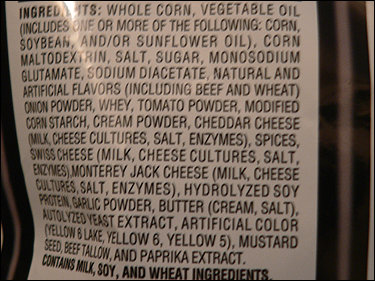 INGREDIENTS: WHOLE CORN, VEGETABLE OIL
(INCLUDES ONE OR MORE OF THE FOLLOWING: CORN,
SOYBEAN, AND/OR SUNFLOWER OIL), CORN
MALTODEXTRIN, SALT, SUGAR, MONOSODIUM
GLUTAMATE, SODIUM DIACETATE, NATURAL AND
ARTIFICIAL FLAVORS (INCLUDING BEEF AND WHEAT)
ONION POWDER, WHEY, TOMATO POWDER, MODIFIED
CORN STARCH, CREAM POWDER, CHEDDAR CHEESE
(MILK, CHEESE CULTURES, SALT, ENZYMES), SPICES,
SWISS CHEESE (MILK, CHEESE CULTURES, SALT,
ENZYMES),MONTEREY JACK CHEESE (MILK, CHEESE
CULTURES, SALT, ENZYMES), HYDROLYZED SOY
PROTEIN, GARLIC POWDER, BUTTER (CREAM, SALT),
AUTOLYZED YEAST EXTRACT, ARTIFICIAL COLOR
(YELLOW 6 LAKE, YELLOW 6, YELLOW 5), MUSTARD
SEED, BEEF TALLOW, AND PAPRIKA EXTRACT.
CONTAINS MILK, SOY, AND WHEAT INGREDIENTS.